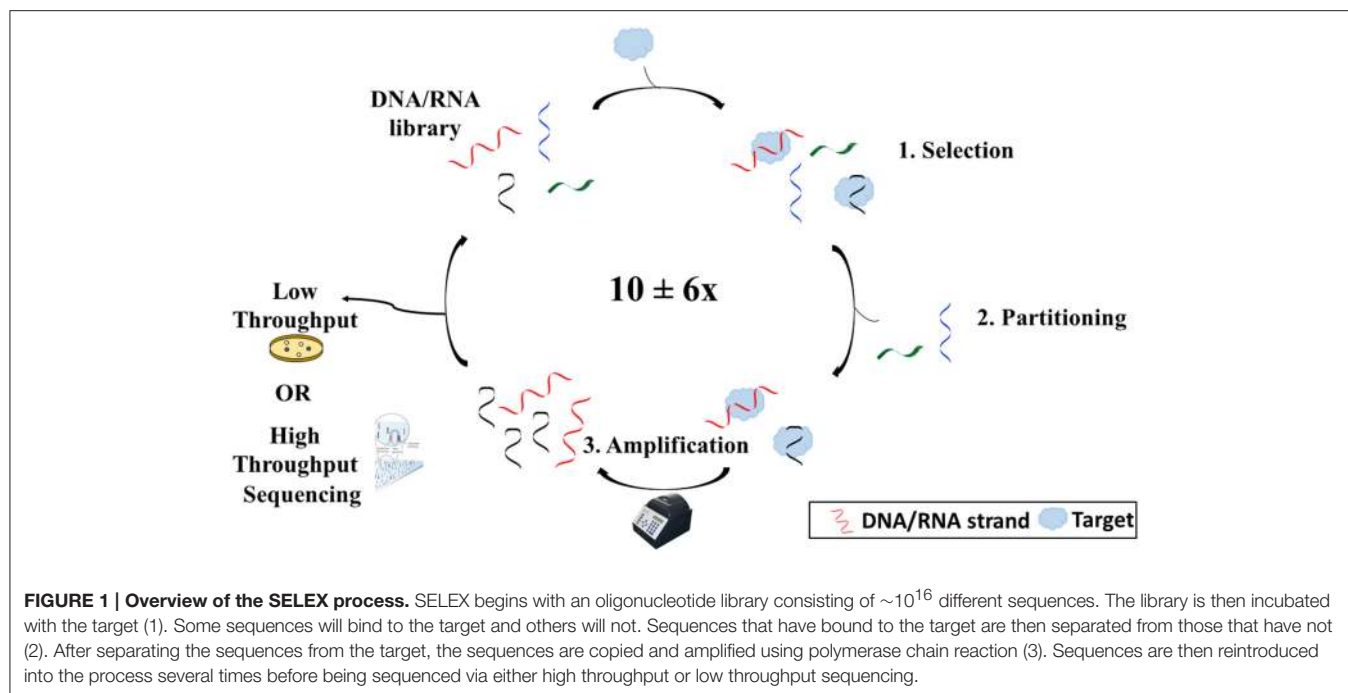 DNA/RNA
library
1. Selection
10 ± 6x
2. Partitioning
3. Amplification
Low
Throughput
OR
High
Throughput
Sequencing
DNA/RNA strand Target
FIGURE 1 | Overview of the SELEX process. SELEX begins with an oligonucleotide library consisting of ~10^16 different sequences. The library is then incubated
with the target (1). Some sequences will bind to the target and others will not. Sequences that have bound to the target are then separated from those that have not
(2). After separating the sequences from the target, the sequences are copied and amplified using polymerase chain reaction (3). Sequences are then reintroduced
into the process several times before being sequenced via either high throughput or low throughput sequencing.